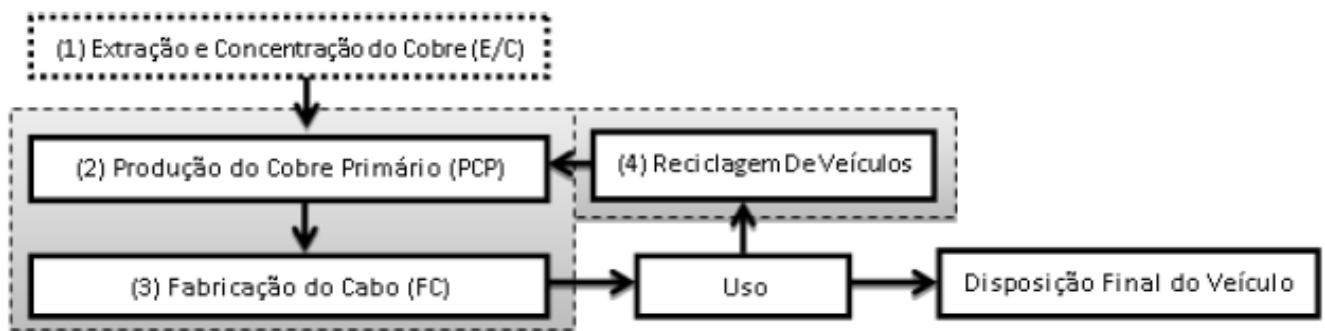 (1) Extração e Concentração do Cobre (E/C)
(2) Produção do Cobre Primário (PCP)
(4) Reciclagem De Veículos
(3) Fabricação do Cabo (FC)
Uso
Disposição Final do Veículo